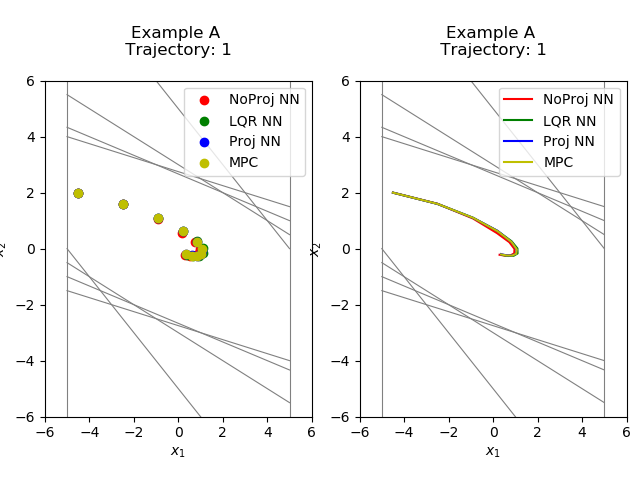 Example A
Trajectory: 1
NoProj NN
LQR NN
Proj NN
MPC
6
4
2
0
−2
−4
−6
−6
−4
−2
0
2
4
6
x₂
x₁
Example A
Trajectory: 1
NoProj NN
LQR NN
Proj NN
MPC
6
4
2
0
−2
−4
−6
−6
−4
−2
0
2
4
6
x₂
x₁